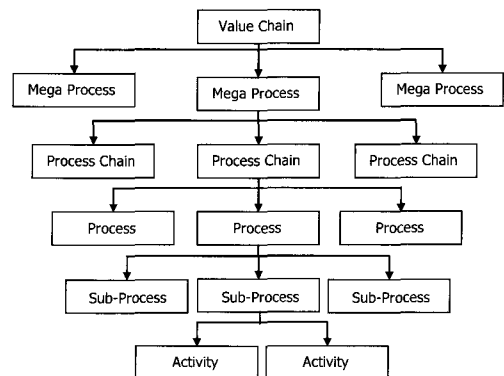 Value Chain
Mega Process
Mega Process
Mega Process
Process Chain
Process Chain
Process Chain
Process
Process
Process
Sub-Process
Sub-Process
Sub-Process
Activity
Activity